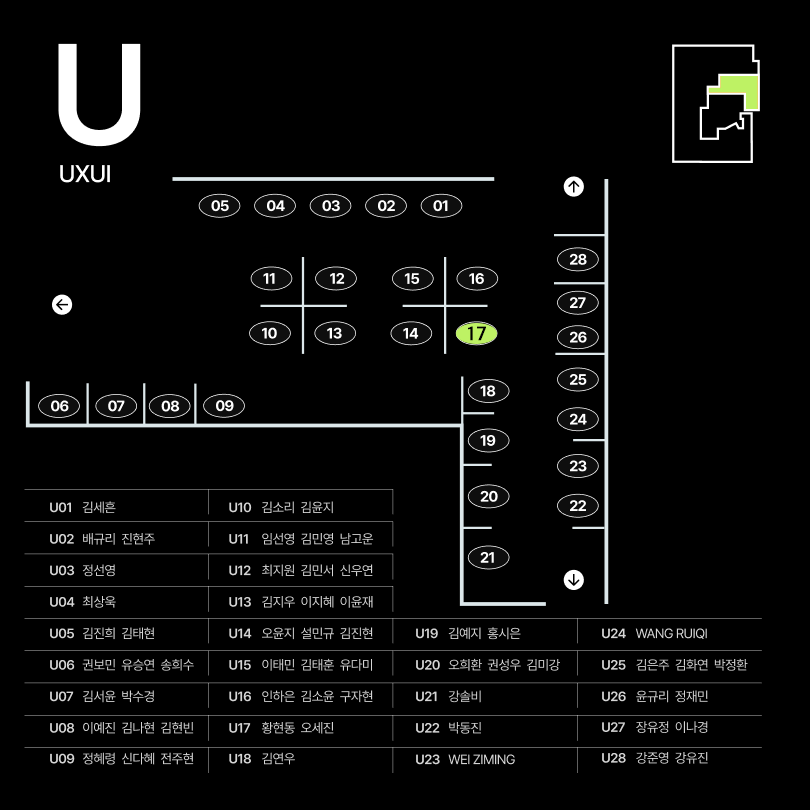 U
UXUI
05 04 03 02 01
11 12 15 16
10 13 14 17
06 07 08 09
18
19
20
21
28
27
26
25
24
23
22
U01 김세흔
U02 배규리 진현주
U03 정선영
U04 최상욱
U05 김진희 김태현
U06 권보민 유승연 송희수
U07 김서윤 박수경
U08 이예진 김나현 김현빈
U09 정혜령 신다혜 전주현
U10 김소리 김윤지
U11 임선영 김민영 남고운
U12 최지원 김민서 신우연
U13 김지우 이지혜 이윤재
U14 오윤지 설민규 김진현
U15 이태민 김태훈 유다미
U16 인하은 김소윤 구자현
U17 황현동 오세진
U18 김연우
U19 김예지 홍시은
U20 오희환 권성우 김미강
U21 강솔비
U22 박동진
U23 WEI ZIMING
U24 WANG RUIQI
U25 김은주 김화연 박정환
U26 윤규리 정재민
U27 장유정 이나경
U28 강준영 강유진